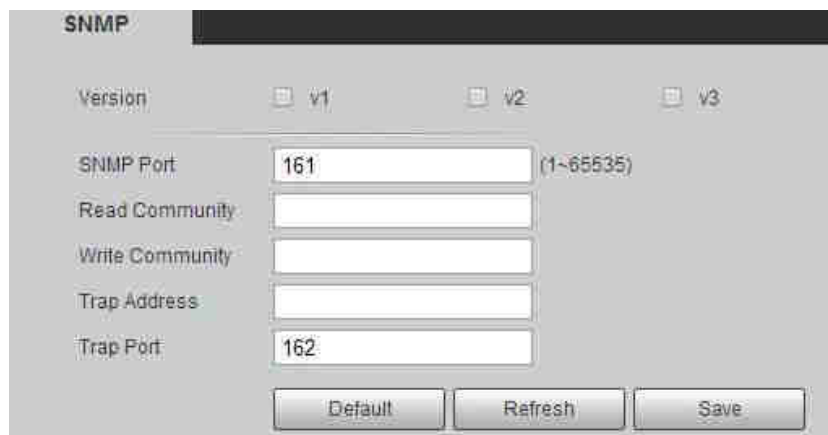 SNMP
Version v1 v2 v3
SNMP Port 161 (1~65535)
Read Community
Write Community
Trap Address
Trap Port 162
Default Refresh Save